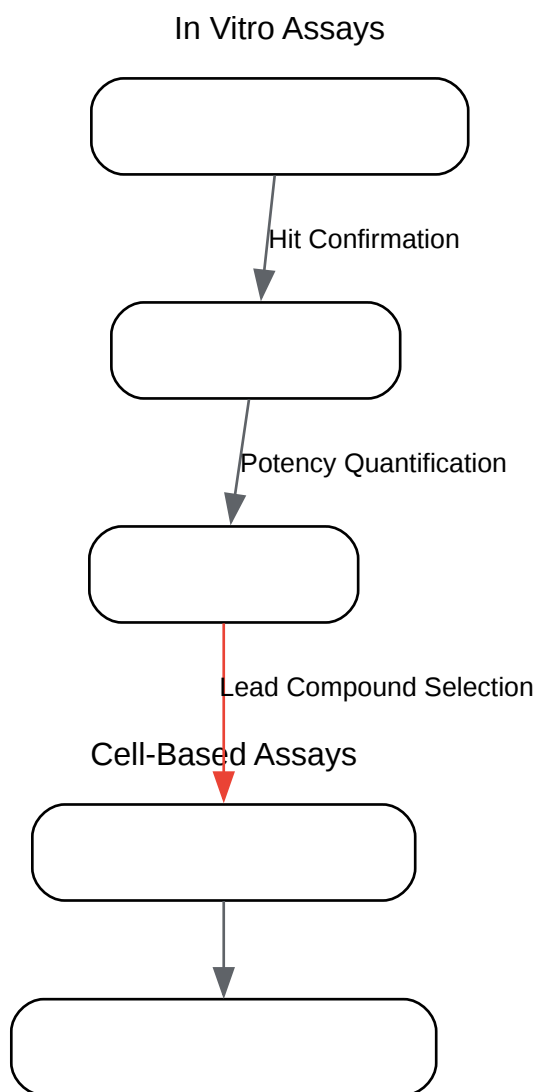 In Vitro Assays
Hit Confirmation
Potency Quantification
Lead Compound Selection
Cell-Based Assays